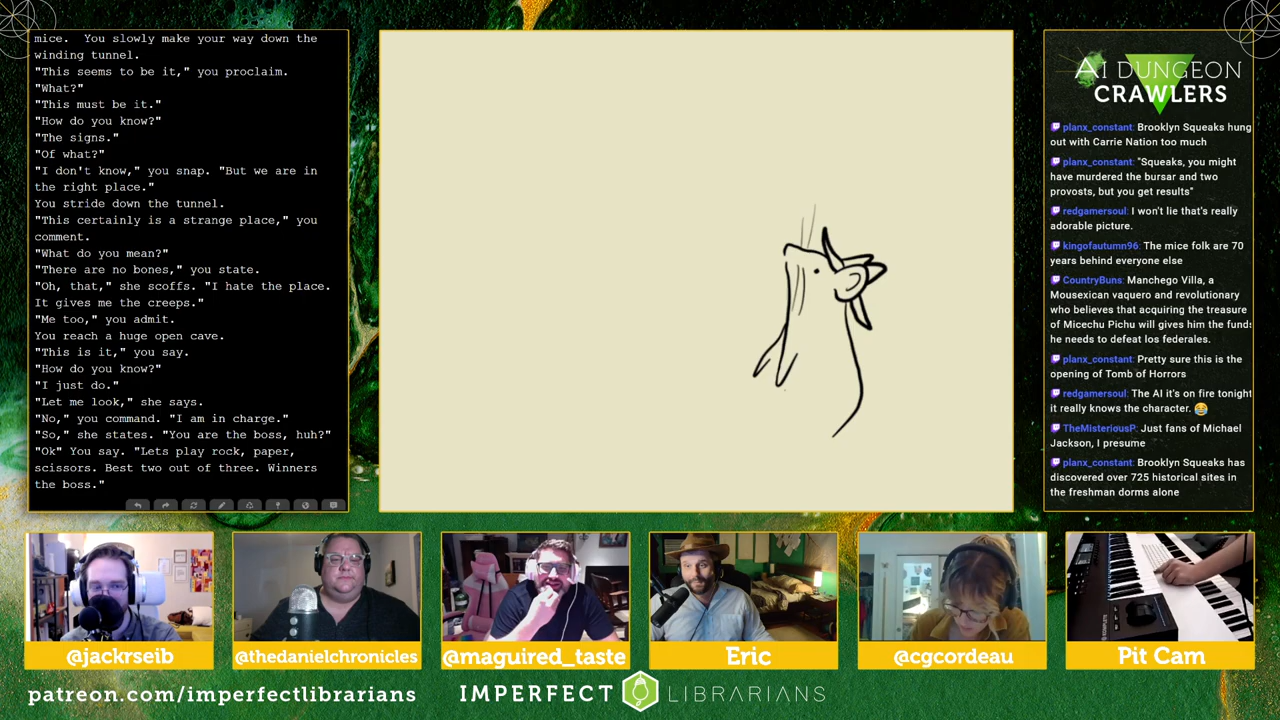 mice.  You slowly make your way down the
winding tunnel.
"This seems to be it," you proclaim.
"What?"
"This must be it."
"How do you know?"
"The signs."
"Of what?"
"I don't know," you snap. "But we are in
the right place."
You stride down the tunnel.
"This certainly is a strange place," you
comment.
"What do you mean?"
"There are no bones," you state.
"Oh, that," she scoffs. "I hate the place.
It gives me the creeps."
"Me too," you admit.
You reach a huge open cave.
"This is it," you say.
"How do you know?"
"I just do."
"Let me look," she says.
"No," you command. "I am in charge."
"So," she states. "You are the boss, huh?"
"Ok" You say. "Lets play rock, paper,
scissors. Best two out of three. Winners
the boss."
AI DUNGEON
CRAWLERS
planx_constant: Brooklyn Squeaks hung
out with Carrie Nation too much
planx_constant: "Squeaks, you might
have murdered the bursar and two
provosts, but you get results"
redgamersoul: I won't lie that's really
adorable picture.
kingofautumn96: The mice folk are 70
years behind everyone else
CountryBuns: Manchego Villa, a
Mousexican vaquero and revolutionary
who believes that acquiring the treasure
of Micechu Pichu will gives him the funds
he needs to defeat los federales.
planx_constant: Pretty sure this is the
opening of Tomb of Horrors
redgamersoul: The AI it's on fire tonight
it really knows the character. 😂
TheMisteriousP: Just fans of Michael
Jackson, I presume
planx_constant: Brooklyn Squeaks has
discovered over 725 historical sites in
the freshman dorms alone
@jackrseib
@thedanielchronicles
@maguired_taste
Eric
@cgcordeau
Pit Cam
patreon.com/imperfectlibrarians
IMPERFECT LIBRARIANS